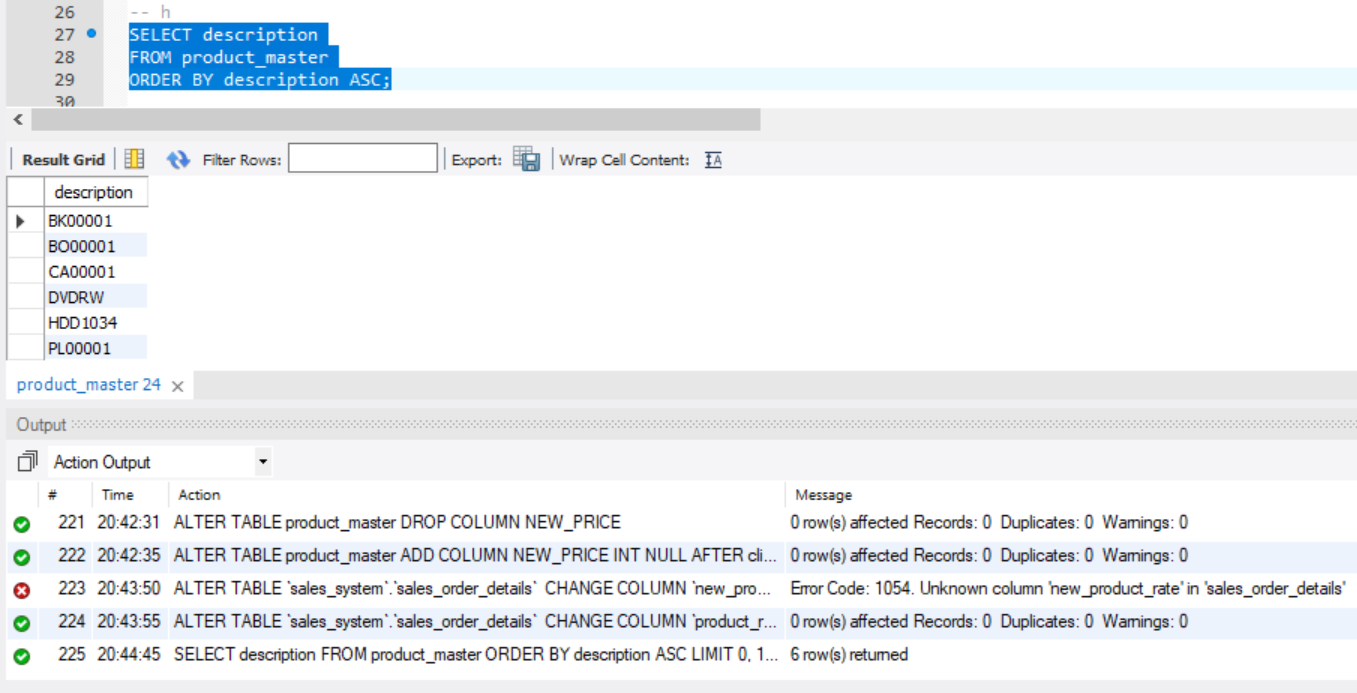 26 -- h
27 SELECT description
28 FROM product_master
29 ORDER BY description ASC;
30
Result Grid Filter Rows: Export: Wrap Cell Content: IA
description
BK00001
BO00001
CA00001
DVDRW
HDD1034
PL00001
product_master 24
Output
Action Output
# Time Action Message
221 20:42:31 ALTER TABLE product_master DROP COLUMN NEW_PRICE 0 row(s) affected Records: 0 Duplicates: 0 Warnings: 0
222 20:42:35 ALTER TABLE product_master ADD COLUMN NEW_PRICE INT NULL AFTER cli... 0 row(s) affected Records: 0 Duplicates: 0 Warnings: 0
223 20:43:50 ALTER TABLE `sales_system`.`sales_order_details` CHANGE COLUMN `new_pro... Error Code: 1054. Unknown column 'new_product_rate' in 'sales_order_details'
224 20:43:55 ALTER TABLE `sales_system`.`sales_order_details` CHANGE COLUMN `product_r... 0 row(s) affected Records: 0 Duplicates: 0 Warnings: 0
225 20:44:45 SELECT description FROM product_master ORDER BY description ASC LIMIT 0, 1... 6 row(s) returned